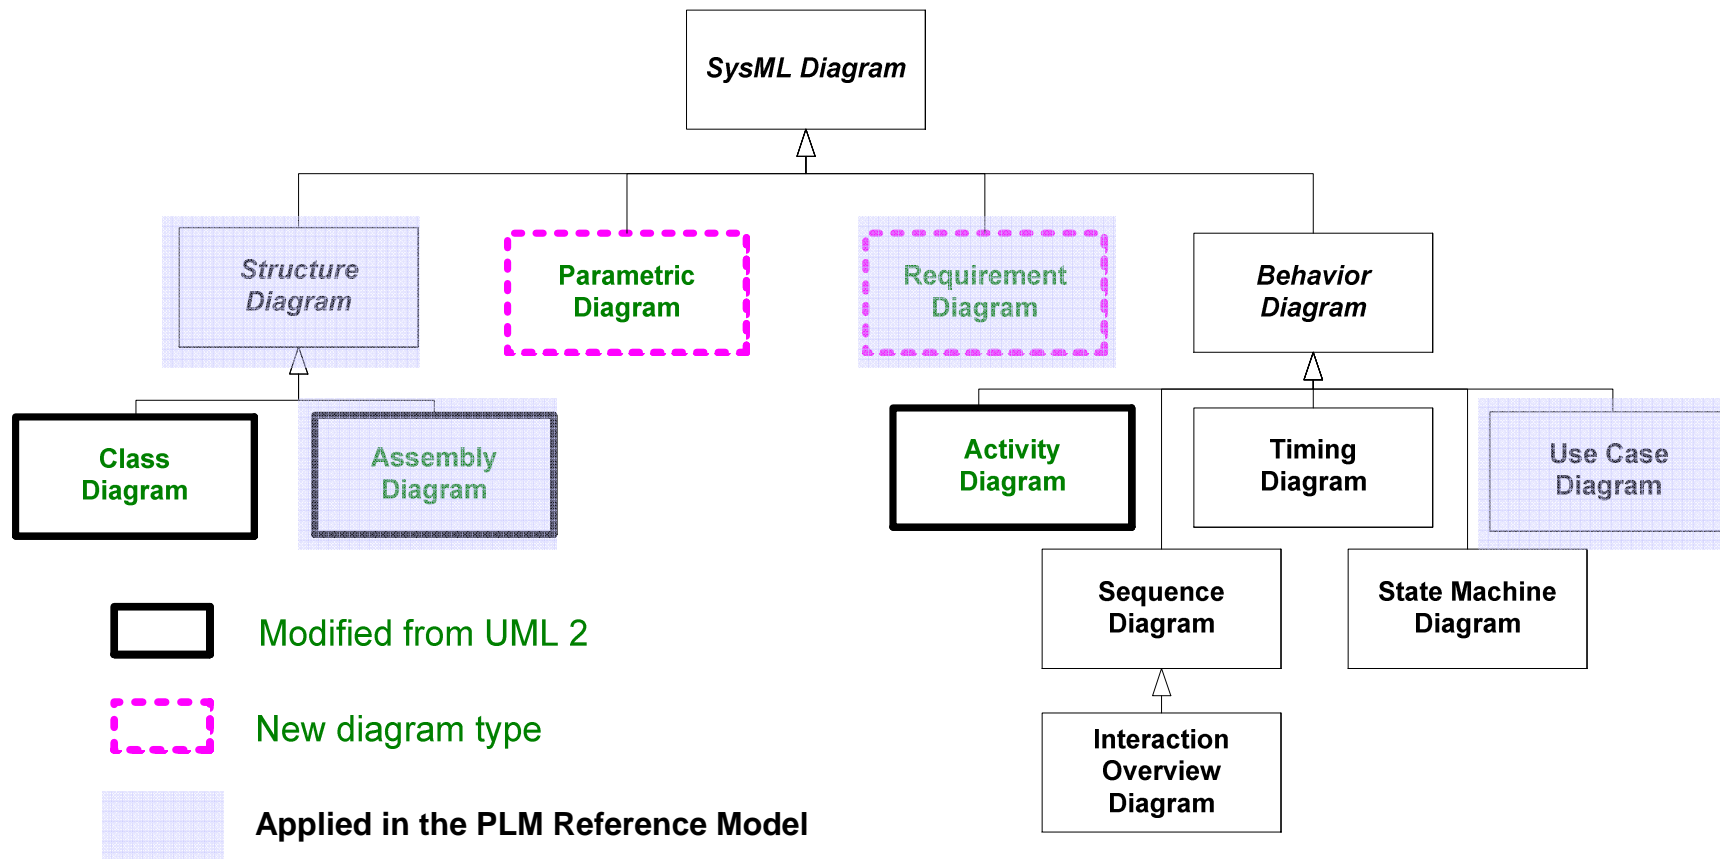 SysML Diagram
Structure
Diagram
Parametric
Diagram
Requirement
Diagram
Behavior
Diagram
Class
Diagram
Assembly
Diagram
Activity
Diagram
Timing
Diagram
Use Case
Diagram
Sequence
Diagram
State Machine
Diagram
Interaction
Overview
Diagram
Modified from UML 2
New diagram type
Applied in the PLM Reference Model